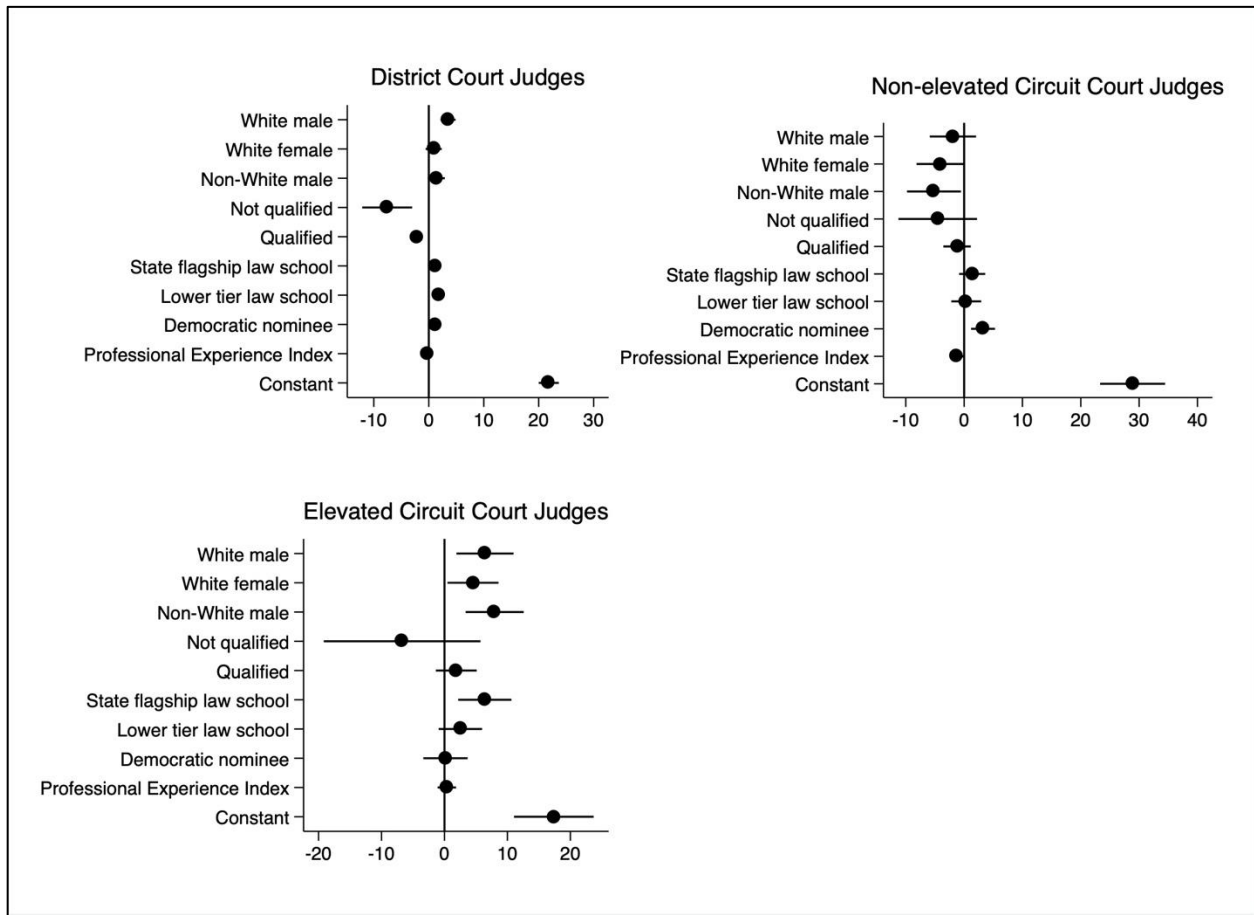 District Court Judges
White male
White female
Non-White male
Not qualified
Qualified
State flagship law school
Lower tier law school
Democratic nominee
Professional Experience Index
Constant
-10 0 10 20 30
Non-elevated Circuit Court Judges
White male
White female
Non-White male
Not qualified
Qualified
State flagship law school
Lower tier law school
Democratic nominee
Professional Experience Index
Constant
-10 0 10 20 30 40
Elevated Circuit Court Judges
White male
White female
Non-White male
Not qualified
Qualified
State flagship law school
Lower tier law school
Democratic nominee
Professional Experience Index
Constant
-20 -10 0 10 20